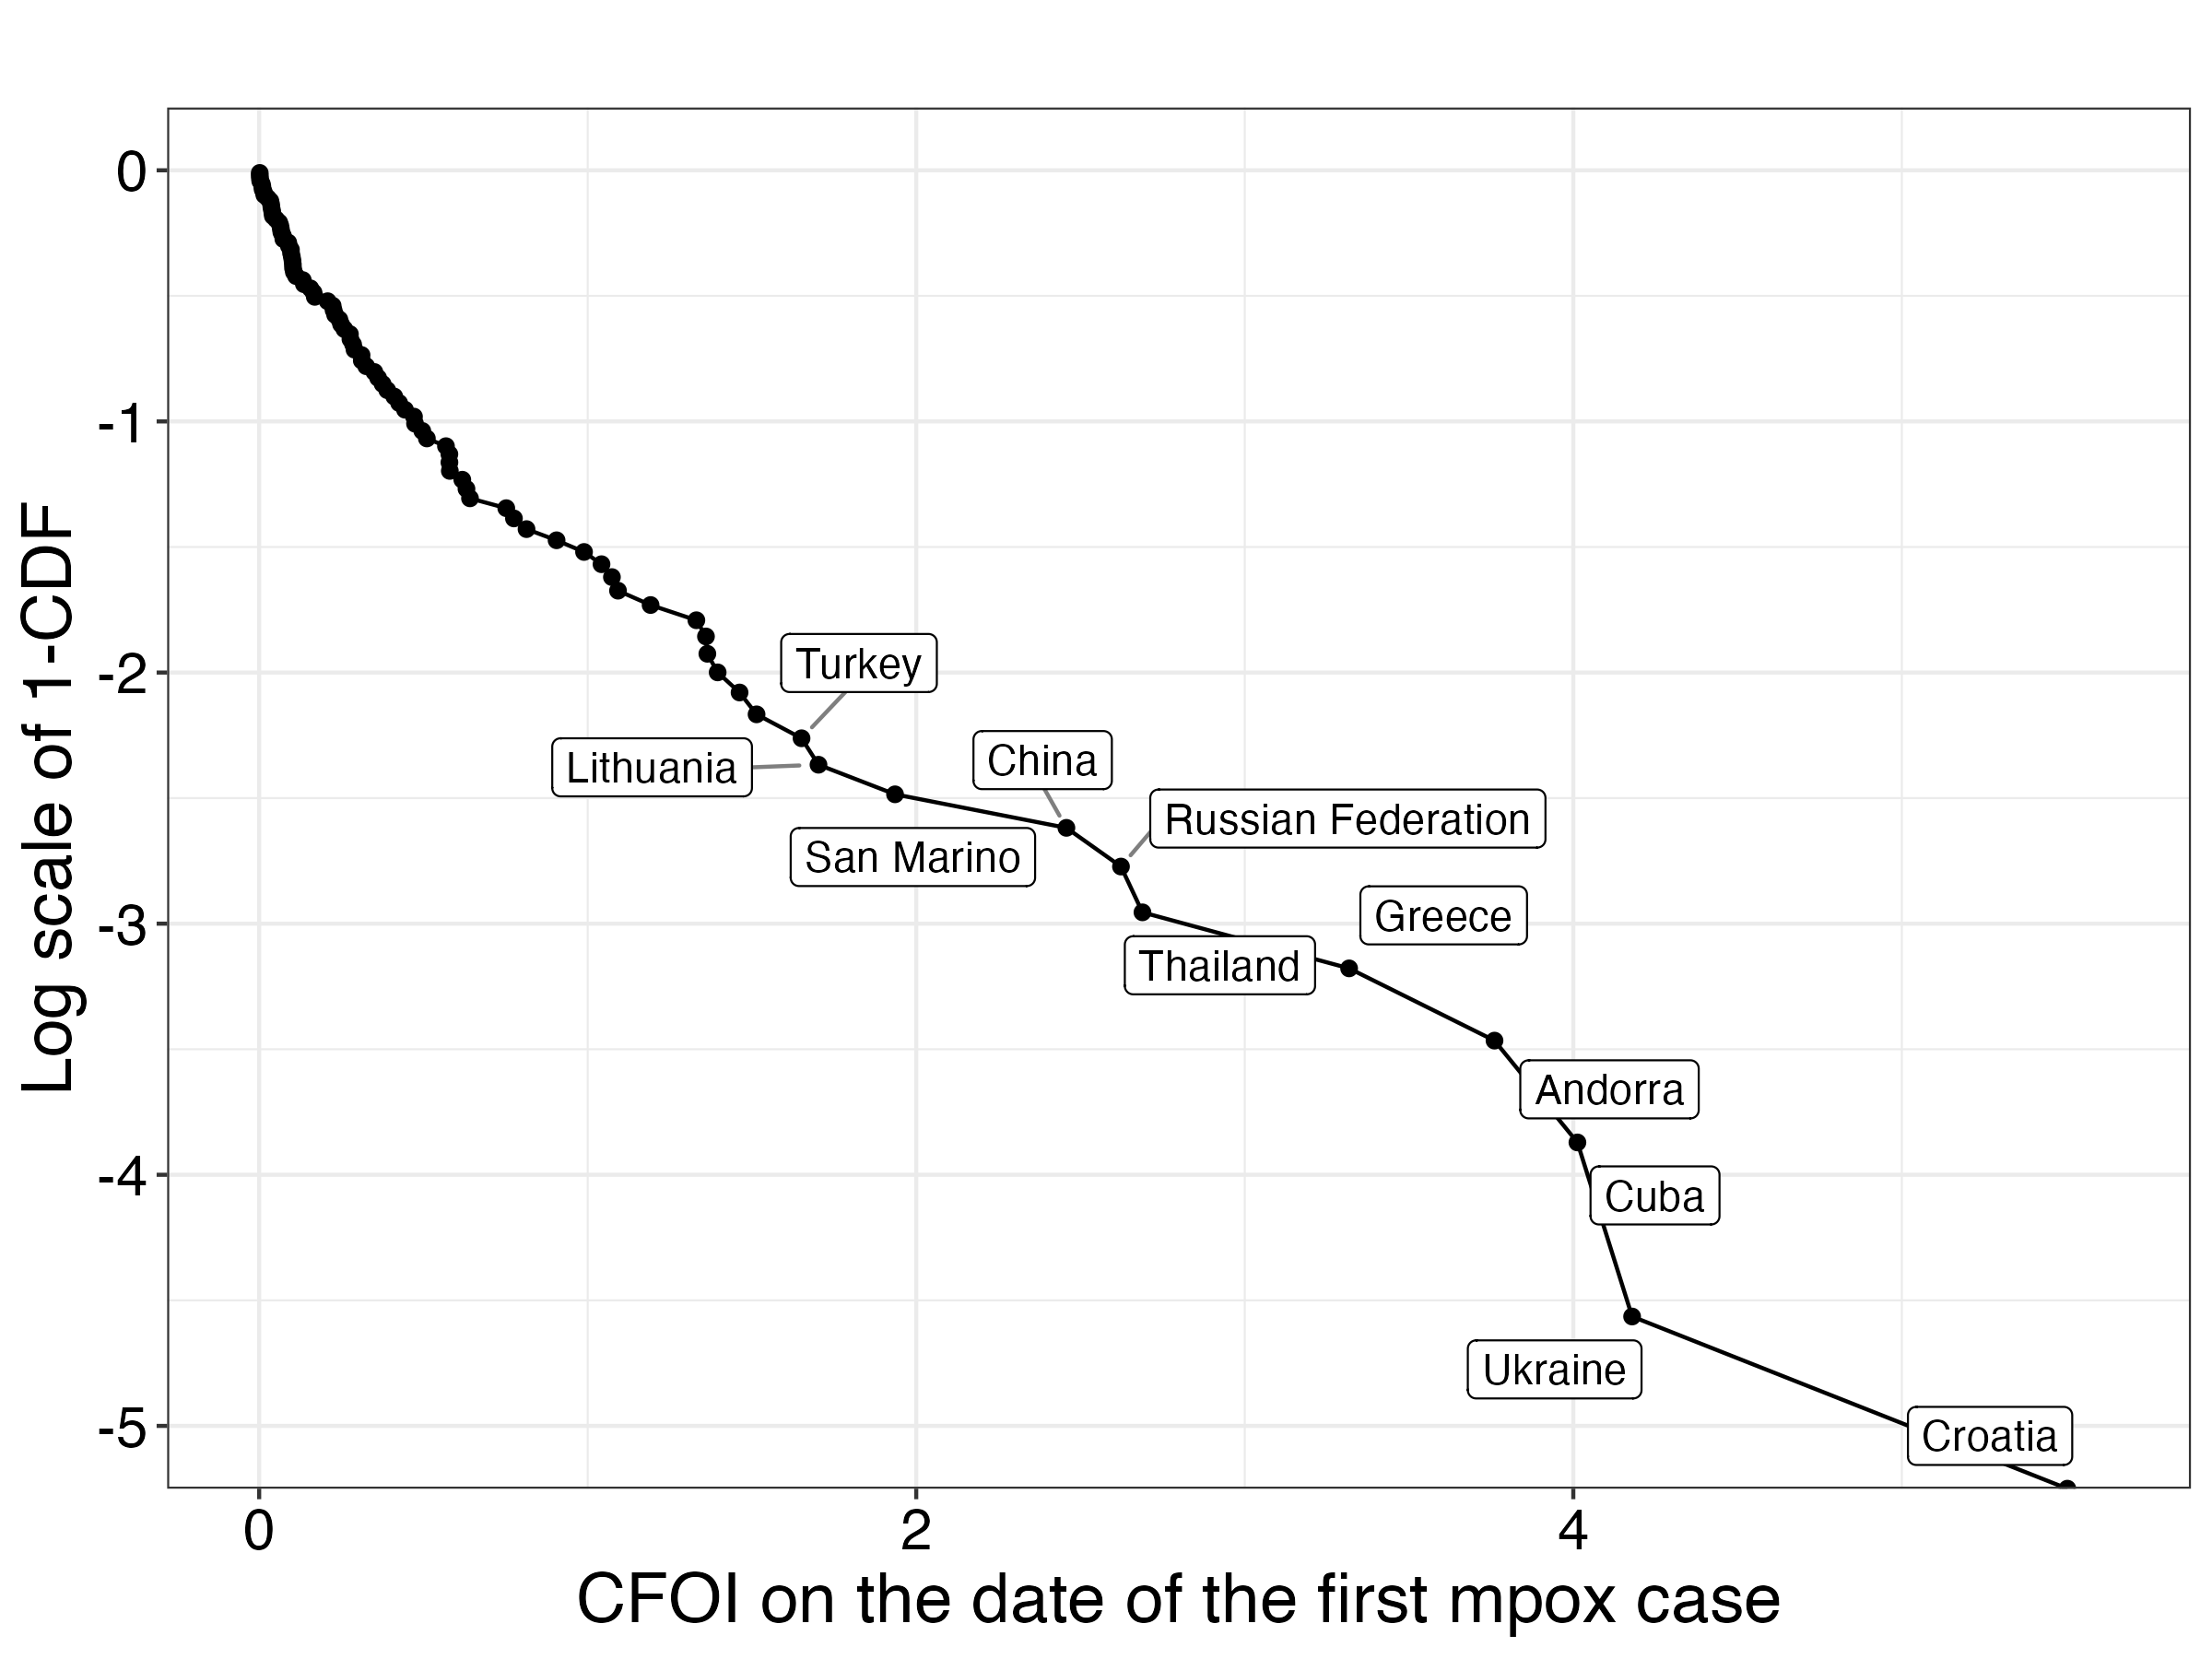 Log scale of 1-CDF
0
-1
-2
-3
-4
-5
Turkey
Lithuania
China
Russian Federation
San Marino
Greece
Thailand
Andorra
Cuba
Ukraine
Croatia
0 2 4
CFOI on the date of the first mpox case